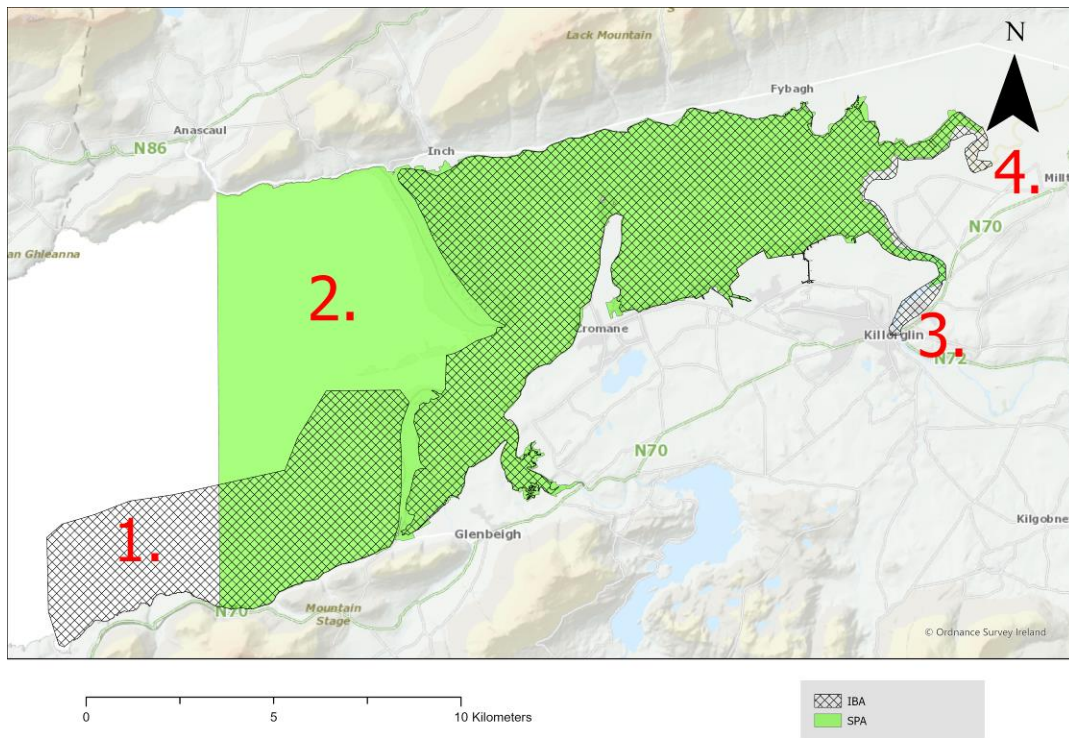 Lack Mountain
N
Fybagh
Anascaul
N86
Inch
4.
Millt
an Ghleanna
2.
N70
Cromane
Killorglin
3.
N72
N70
1.
Glenbeigh
Kilgobne
N70
Mountain
Stage
© Ordnance Survey Ireland
0
5
10 Kilometers
IBA
SPA